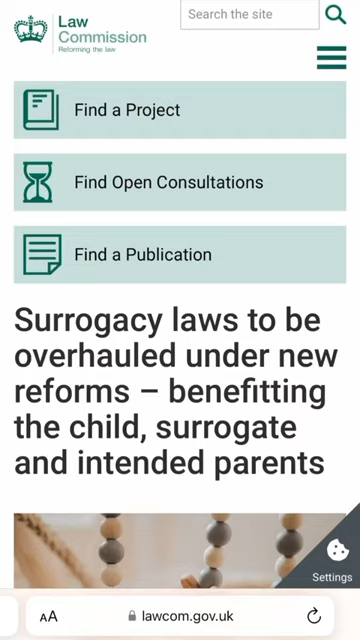 Law
Commission
Reforming the law
Search the site
Find a Project
Find Open Consultations
Find a Publication
Surrogacy laws to be
overhauled under new
reforms – benefitting
the child, surrogate
and intended parents
Settings
AA
lawcom.gov.uk